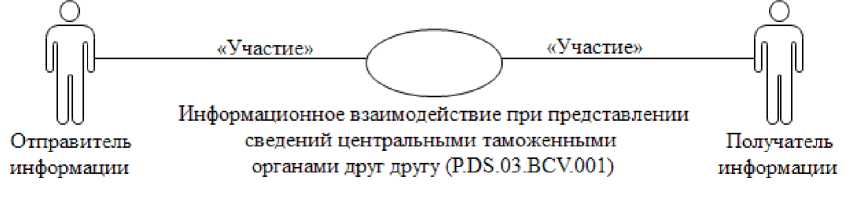 «Участие» «Участие»
Информационное взаимодействие при представлении
сведений центральными таможенными
органами друг другу (P.DS.03.BCV.001)
Отправитель
информации
Получатель
информации